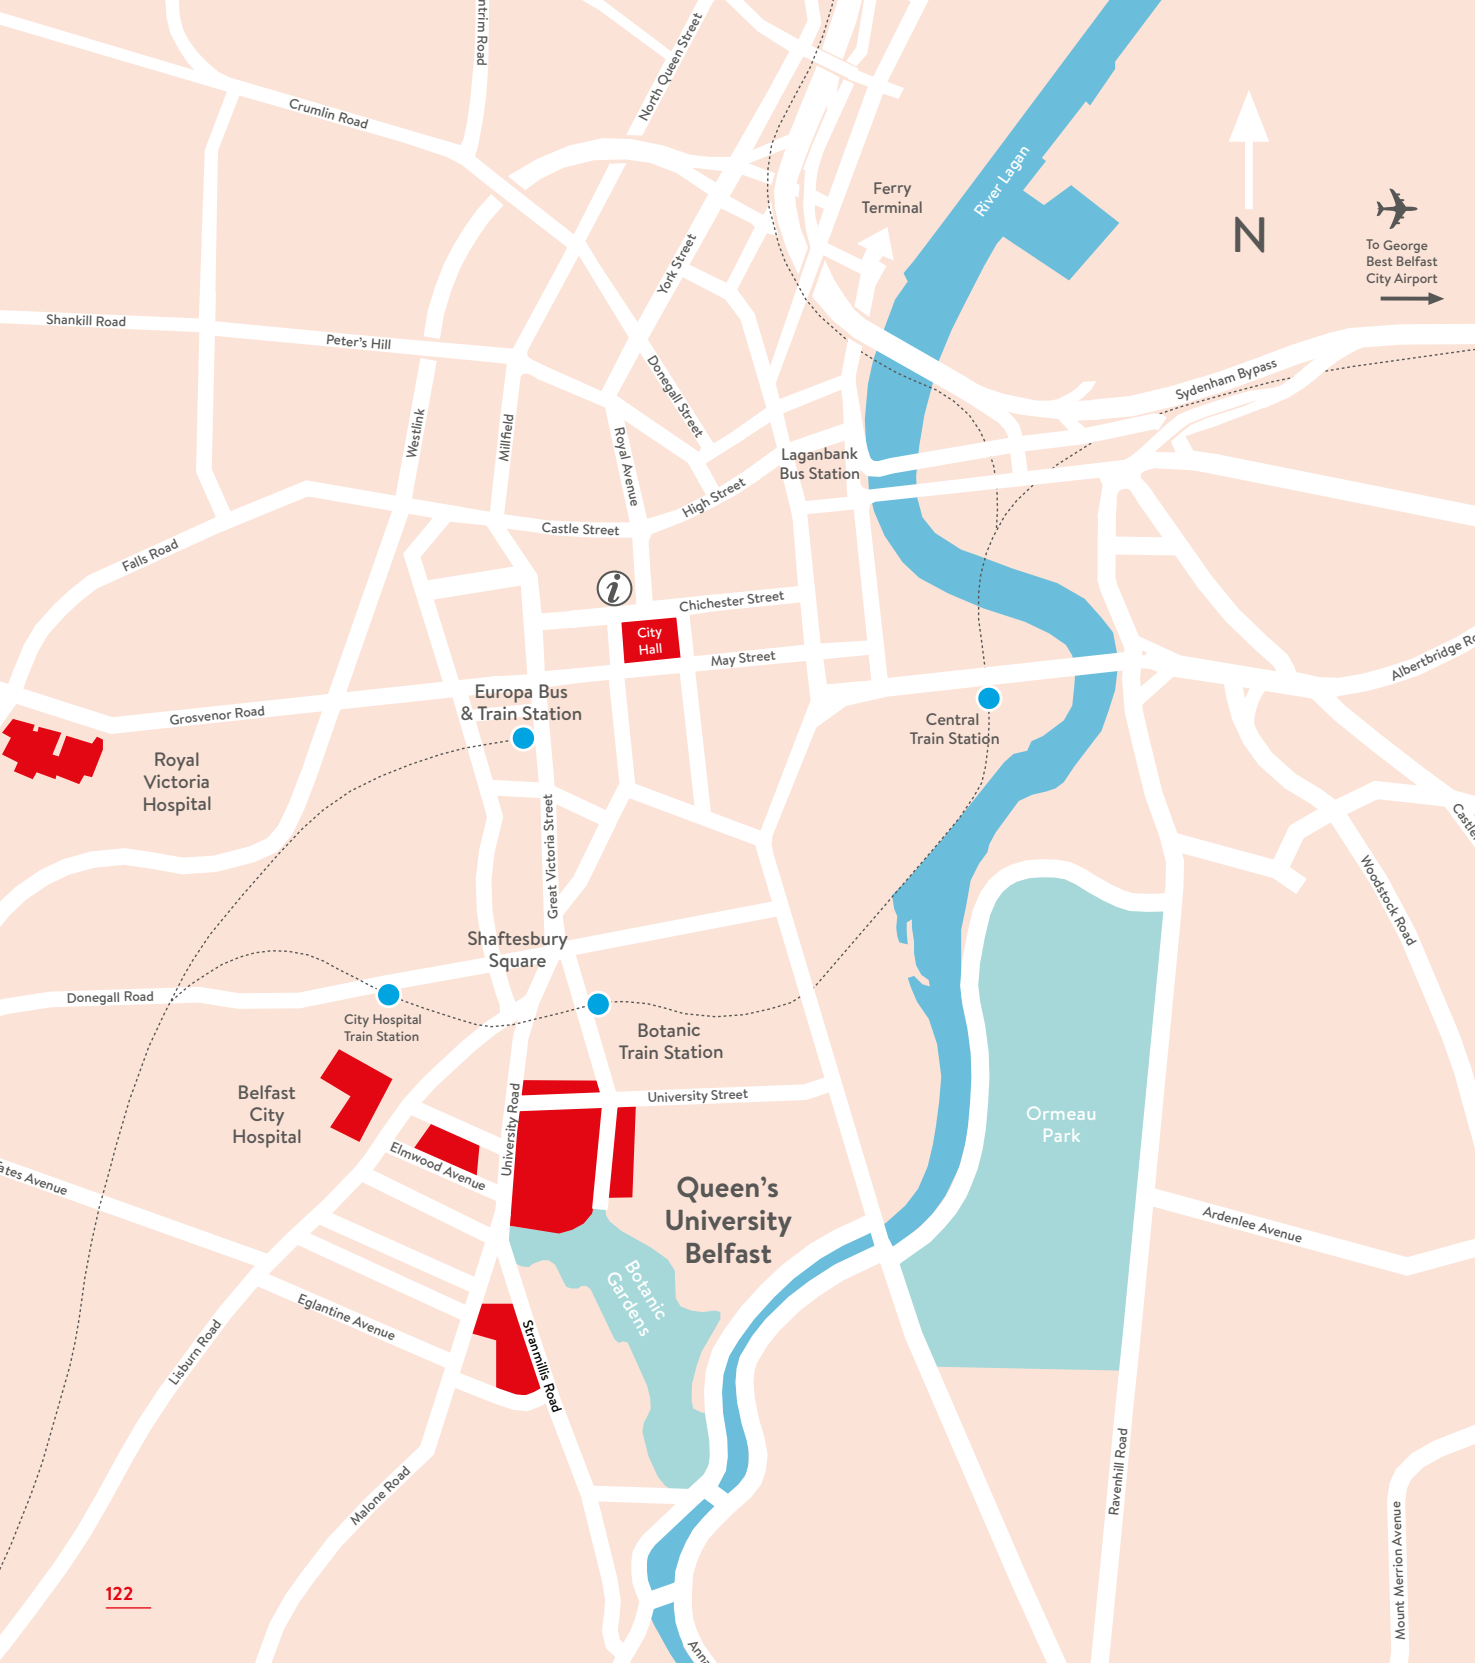 ntrim Road
North Queen Street
Crumlin Road
River Lagan
Ferry
Terminal
N
To George
Best Belfast
City Airport
York Street
Shankill Road
Peter's Hill
Donegall Street
Sydenham Bypass
Westlink
Millfield
Royal Avenue
Laganbank
Bus Station
High Street
Castle Street
Falls Road
i
Chichester Street
City
Hall
May Street
Albertbridge Ro
Europa Bus
& Train Station
Grosvenor Road
Central
Train Station
Royal
Victoria
Hospital
Great Victoria Street
Castle
Woodstock Road
Shaftesbury
Square
Donegall Road
City Hospital
Train Station
Botanic
Train Station
Belfast
City
Hospital
University Road
University Street
Ormeau
Park
Elmwood Avenue
ates Avenue
Queen's
University
Belfast
Ardenlee Avenue
Botanic
Gardens
Eglantine Avenue
Lisburn Road
Stranmillis Road
Malone Road
Ravenhill Road
Mount Merrion Avenue
122
Anna